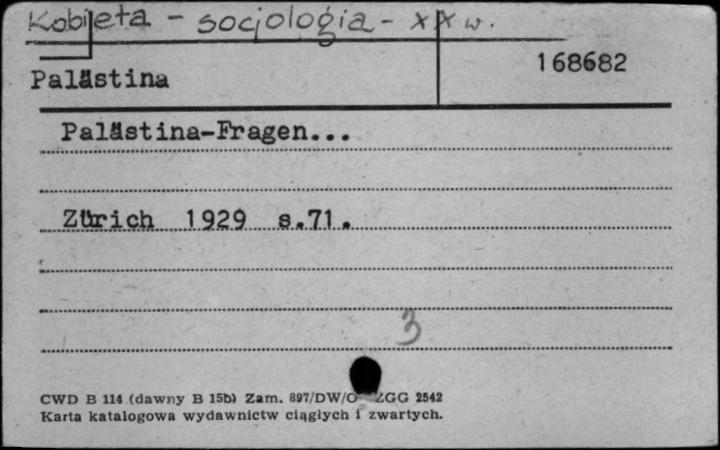 Kobieta - socjologia - XX w.
Palästina
168682
Palästina-Fragen...
Zürich 1929 s.71.
3
CWD B 114 (dawny B 15b) Zam. 897/DW/O ZGG 2542
Karta katalogowa wydawnictw ciągłych i zwartych.